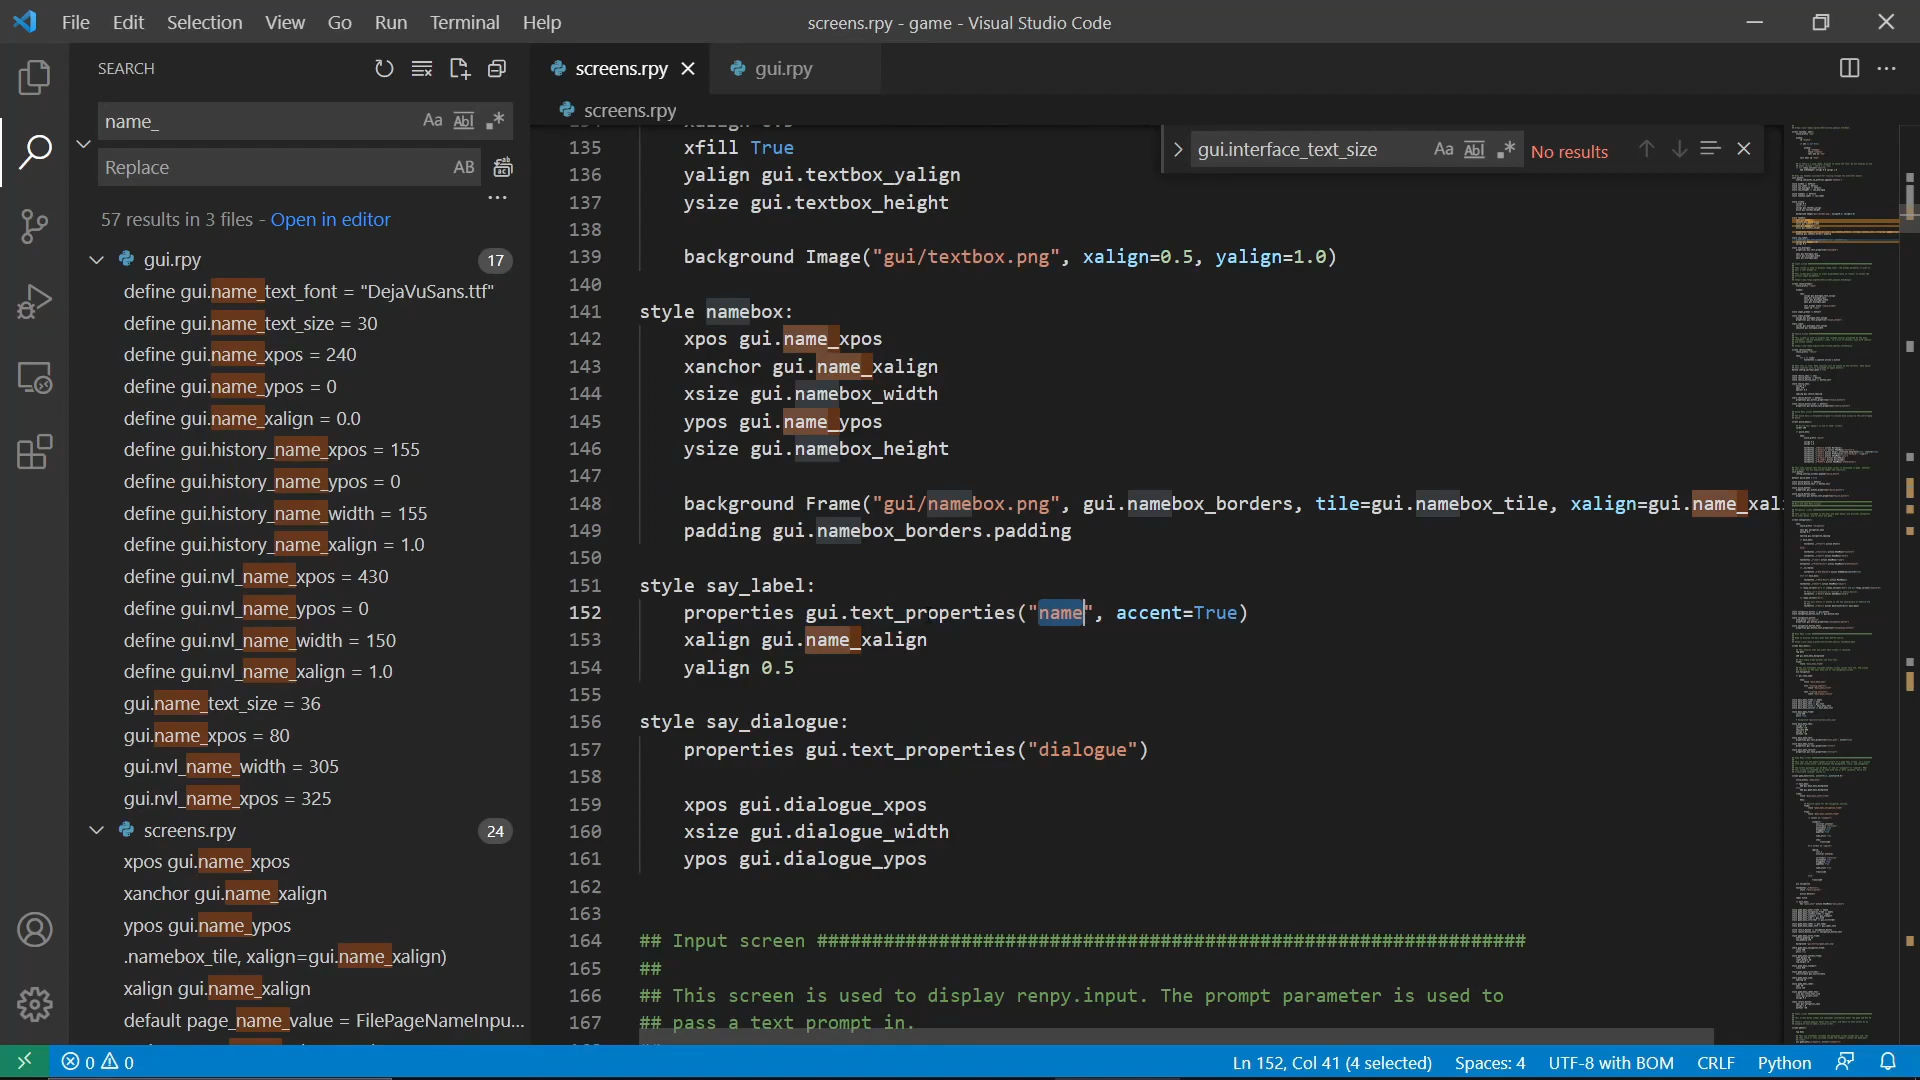 File Edit Selection View Go Run Terminal Help
screens.rpy - game - Visual Studio Code
SEARCH
name_
Aa Abl .*
Replace
AB
57 results in 3 files - Open in editor
gui.rpy 17
define gui.name_text_font = "DejaVuSans.ttf"
define gui.name_text_size = 30
define gui.name_xpos = 240
define gui.name_ypos = 0
define gui.name_xalign = 0.0
define gui.history_name_xpos = 155
define gui.history_name_ypos = 0
define gui.history_name_width = 155
define gui.history_name_xalign = 1.0
define gui.nvl_name_xpos = 430
define gui.nvl_name_ypos = 0
define gui.nvl_name_width = 150
define gui.nvl_name_xalign = 1.0
gui.name_text_size = 36
gui.name_xpos = 80
gui.nvl_name_width = 305
gui.nvl_name_xpos = 325
screens.rpy 24
xpos gui.name_xpos
xanchor gui.name_xalign
ypos gui.name_ypos
.namebox_tile, xalign=gui.name_xalign)
xalign gui.name_xalign
default page_name_value = FilePageNameInpu...
screens.rpy
gui.rpy
screens.rpy
gui.interface_text_size
Aa Abl .*
No results
135 xfill True
136 yalign gui.textbox_yalign
137 ysize gui.textbox_height
138
139 background Image("gui/textbox.png", xalign=0.5, yalign=1.0)
140
141 style namebox:
142 xpos gui.name_xpos
143 xanchor gui.name_xalign
144 xsize gui.namebox_width
145 ypos gui.name_ypos
146 ysize gui.namebox_height
147
148 background Frame("gui/namebox.png", gui.namebox_borders, tile=gui.namebox_tile, xalign=gui.name_xali
149 padding gui.namebox_borders.padding
150
151 style say_label:
152 properties gui.text_properties("name", accent=True)
153 xalign gui.name_xalign
154 yalign 0.5
155
156 style say_dialogue:
157 properties gui.text_properties("dialogue")
158
159 xpos gui.dialogue_xpos
160 xsize gui.dialogue_width
161 ypos gui.dialogue_ypos
162
163
164 ## Input screen ################################################################
165 ##
166 ## This screen is used to display renpy.input. The prompt parameter is used to
167 ## pass a text prompt in.
0 0
Ln 152, Col 41 (4 selected) Spaces: 4 UTF-8 with BOM CRLF Python